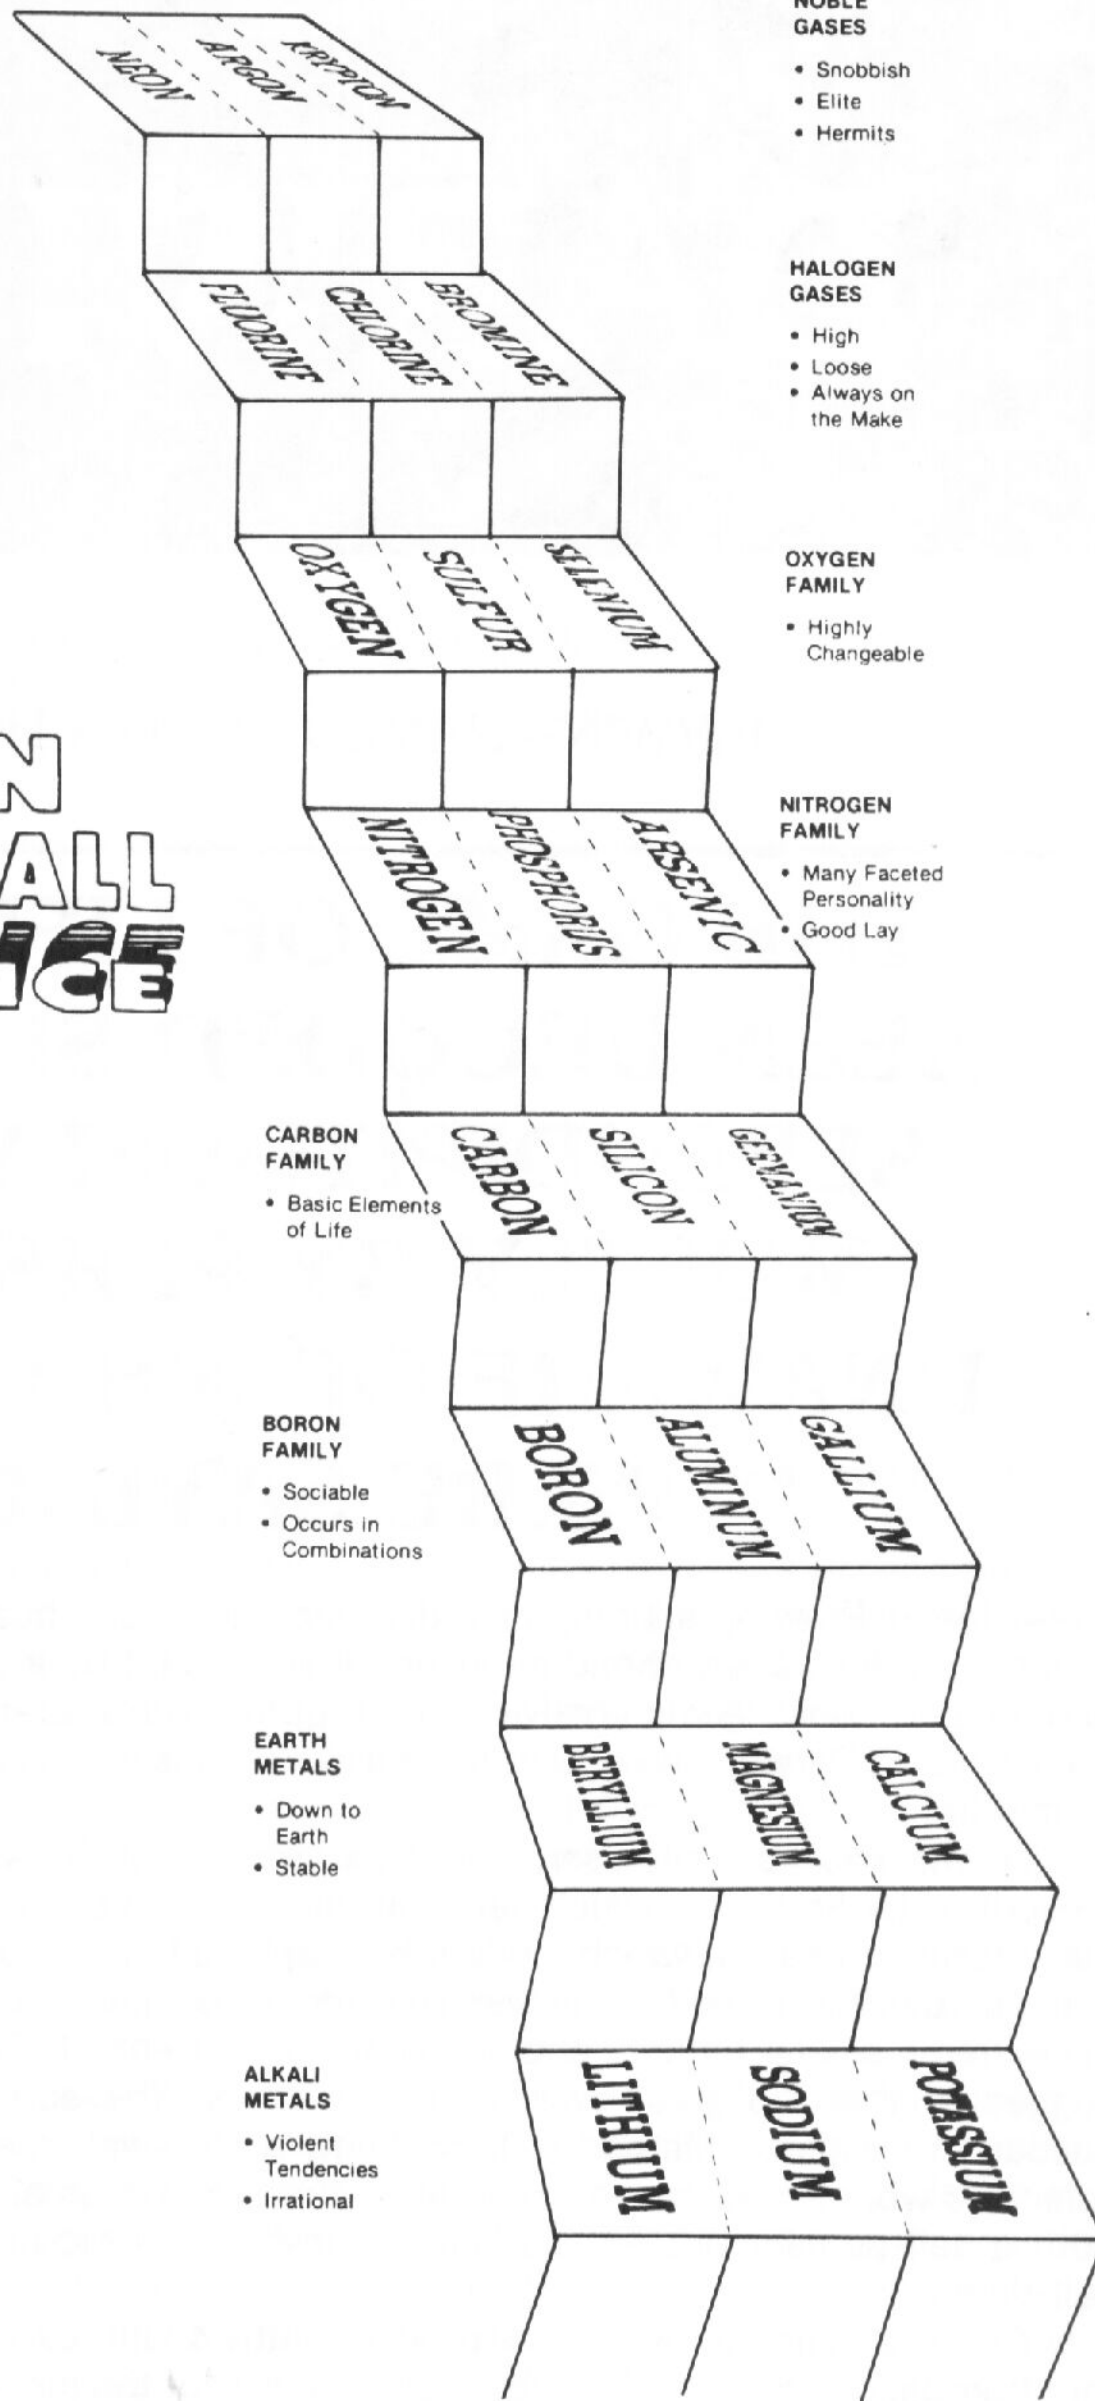 NOBLE
GASES
• Snobbish
• Elite
• Hermits
NEON
ARGON
KRYPTON
HALOGEN
GASES
• High
• Loose
• Always on
the Make
FLUORINE
CHLORINE
BROMINE
OXYGEN
FAMILY
• Highly
Changeable
OXYGEN
SULFUR
SELENIUM
N
ALL
ICE
NITROGEN
FAMILY
• Many Faceted
Personality
• Good Lay
NITROGEN
PHOSPHORUS
ARSENIC
CARBON
FAMILY
• Basic Elements
of Life
CARBON
SILICON
GERMANIUM
BORON
FAMILY
• Sociable
• Occurs in
Combinations
BORON
ALUMINUM
GALLIUM
EARTH
METALS
• Down to
Earth
• Stable
BERYLLIUM
MAGNESIUM
CALCIUM
ALKALI
METALS
• Violent
Tendencies
• Irrational
LITHIUM
SODIUM
POTASSIUM